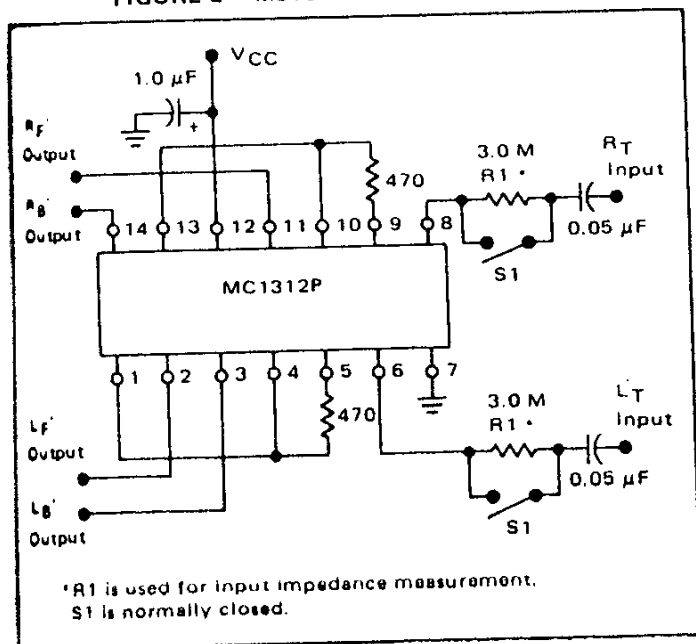 FIGURE 2
VCC
1.0 µF
+
RF'
Output
RB'
Output
470
3.0 M
R1 *
RT
Input
0.05 µF
S1
14 13 12 11 10 9 8
MC1312P
1 2 3 4 5 6 7
470
3.0 M
R1 *
LT
Input
0.05 µF
S1
LF'
Output
LB'
Output
*R1 is used for input impedance measurement.
S1 is normally closed.